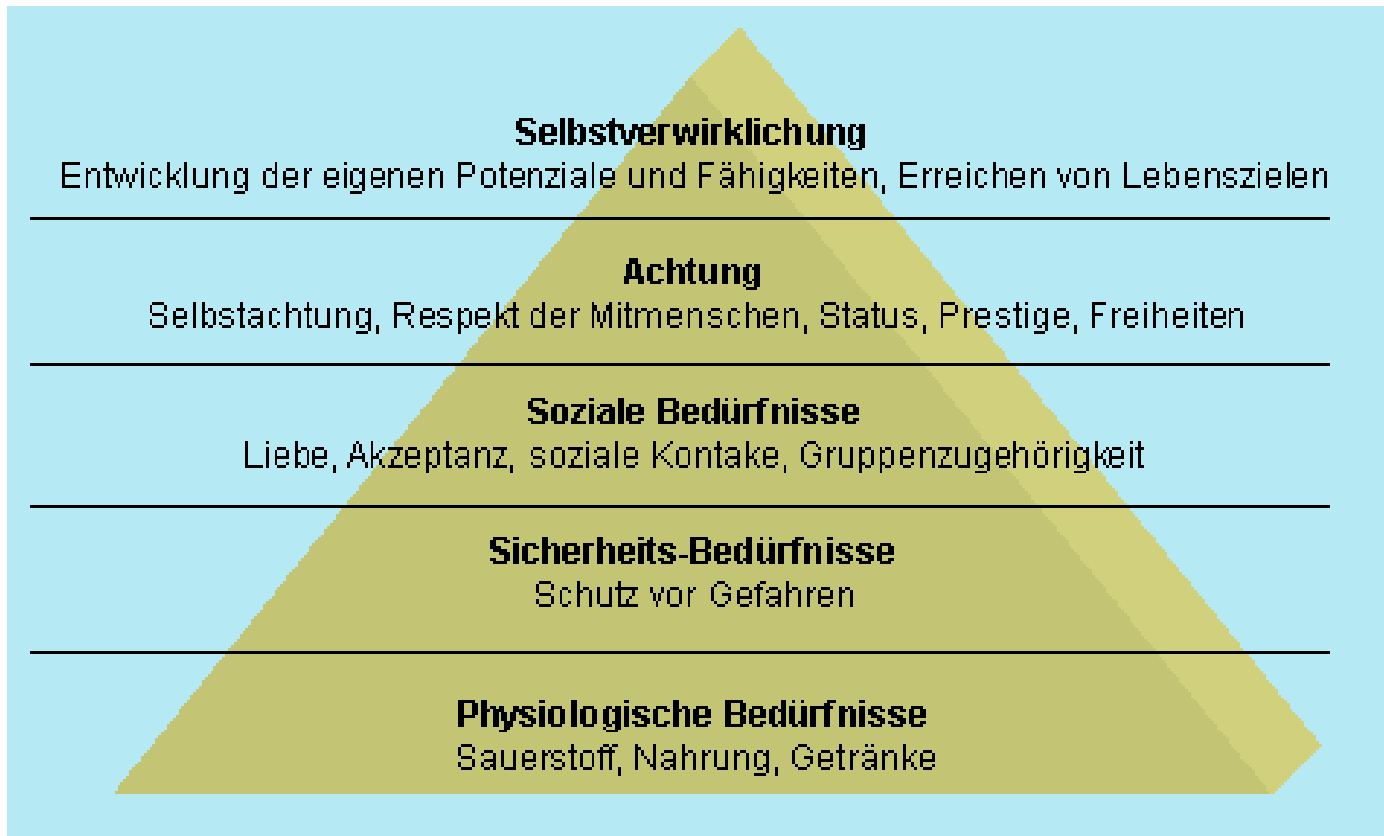 Selbstverwirklichung
Entwicklung der eigenen Potenziale und Fähigkeiten, Erreichen von Lebenszielen
Achtung
Selbstachtung, Respekt der Mitmenschen, Status, Prestige, Freiheiten
Soziale Bedürfnisse
Liebe, Akzeptanz, soziale Kontake, Gruppenzugehörigkeit
Sicherheits-Bedürfnisse
Schutz vor Gefahren
Physiologische Bedürfnisse
Sauerstoff, Nahrung, Getränke